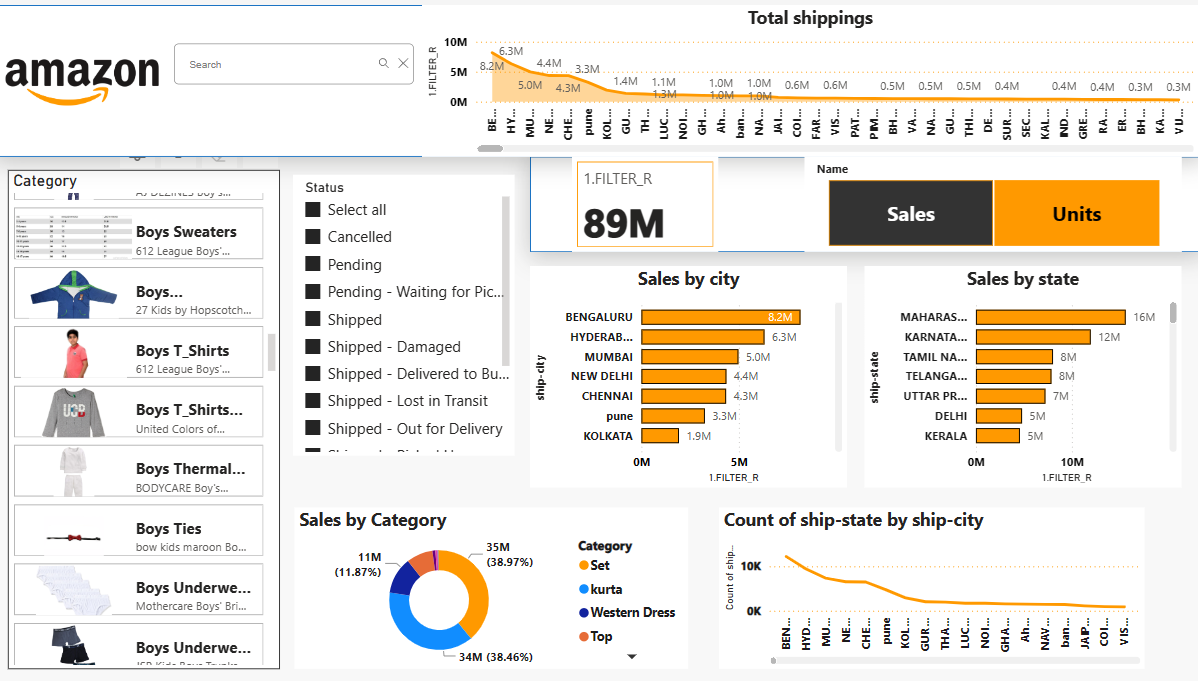 amazon
Search
Total shippings
1.FILTER_R
10M
5M
0M
8.2M
6.3M
5.0M
4.4M
4.3M
3.3M
1.4M
1.1M
1.3M
1.0M
1.0M
1.0M
1.0M
0.6M
0.6M
0.5M
0.5M
0.5M
0.4M
0.4M
0.4M
0.3M
0.3M
BE...
HY...
MU...
NE...
CHE...
pune
KOL...
GU...
TH...
LUC...
NOI...
GH...
Ah...
ban...
NA...
JAI...
COI...
FAR...
VIS...
PAT...
PIM...
BH...
VA...
NA...
GU...
THI...
DE...
SUR...
SEC...
KAL...
IND...
GRE...
RA...
ER...
BH...
KA...
VU...
Category
Boys Sweaters
612 League Boys'...
Boys...
27 Kids by Hopscotch...
Boys T_Shirts
612 League Boys'...
Boys T_Shirts...
United Colors of...
Boys Thermal...
BODYCARE Boy's...
Boys Ties
bow kids maroon Bo...
Boys Underwe...
Mothercare Boys' Bri...
Boys Underwe...
Status
Select all
Cancelled
Pending
Pending - Waiting for Pic...
Shipped
Shipped - Damaged
Shipped - Delivered to Bu...
Shipped - Lost in Transit
Shipped - Out for Delivery
1.FILTER_R
89M
Name
Sales
Units
Sales by city
ship-city
BENGALURU 8.2M
HYDERAB... 6.3M
MUMBAI 5.0M
NEW DELHI 4.4M
CHENNAI 4.3M
pune 3.3M
KOLKATA 1.9M
0M 5M
1.FILTER_R
Sales by state
ship-state
MAHARAS... 16M
KARNATA... 12M
TAMIL NA... 8M
TELANGA... 8M
UTTAR PR... 7M
DELHI 5M
KERALA 5M
0M 10M
1.FILTER_R
Sales by Category
35M
(38.97%)
11M
(11.87%)
34M (38.46%)
Category
Set
kurta
Western Dress
Top
Count of ship-state by ship-city
Count of ship...
10K
0K
BEN...
HYD...
MU...
NE...
CHE...
pune
KOL...
GUR...
THA...
LUC...
NOI...
GHA...
Ah...
NAV...
ban...
JAIP...
COI...
VIS...